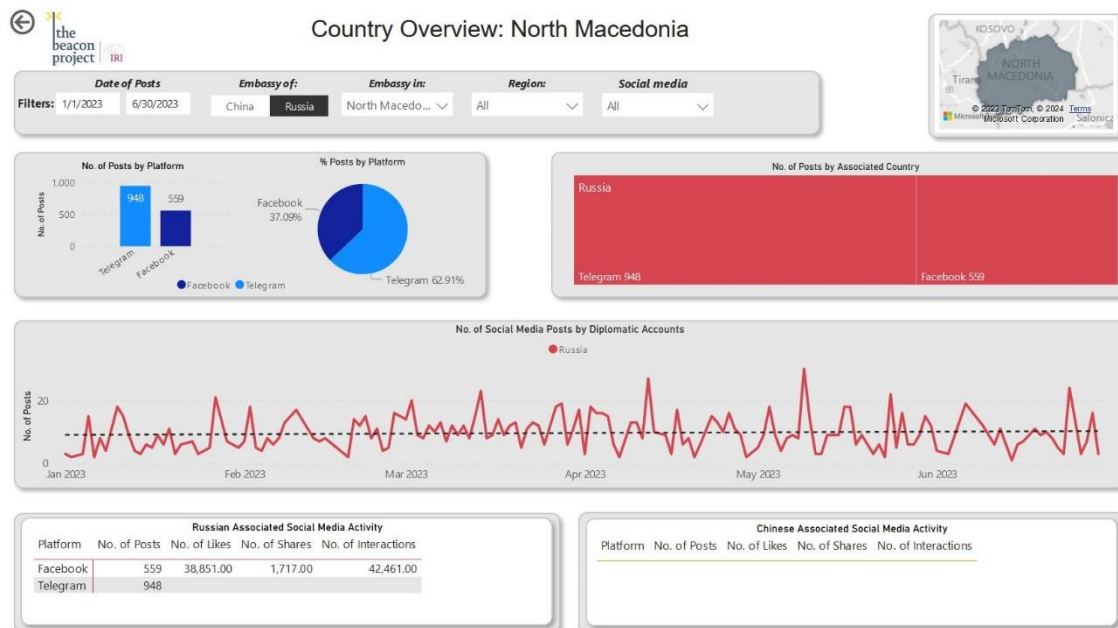 the
beacon
project
IRI
Country Overview: North Macedonia
KOSOVO
NORTH
MACEDONIA
Tirana
© 2023 TomTom, © 2024 Terms
Microsoft Corporation
Salonica
Filters:
Date of Posts
1/1/2023
6/30/2023
Embassy of:
China
Russia
Embassy in:
North Macedo...
Region:
All
Social media
All
No. of Posts by Platform
No. of Posts
1,000
500
0
948
559
Telegram
Facebook
% Posts by Platform
Facebook
37.09%
Telegram 62.91%
Facebook Telegram
No. of Posts by Associated Country
Russia
Telegram 948
Facebook 559
No. of Social Media Posts by Diplomatic Accounts
Russia
No. of Posts
20
0
Jan 2023 Feb 2023 Mar 2023 Apr 2023 May 2023 Jun 2023
Russian Associated Social Media Activity
Platform No. of Posts No. of Likes No. of Shares No. of Interactions
Facebook 559 38,851.00 1,717.00 42,461.00
Telegram 948
Chinese Associated Social Media Activity
Platform No. of Posts No. of Likes No. of Shares No. of Interactions